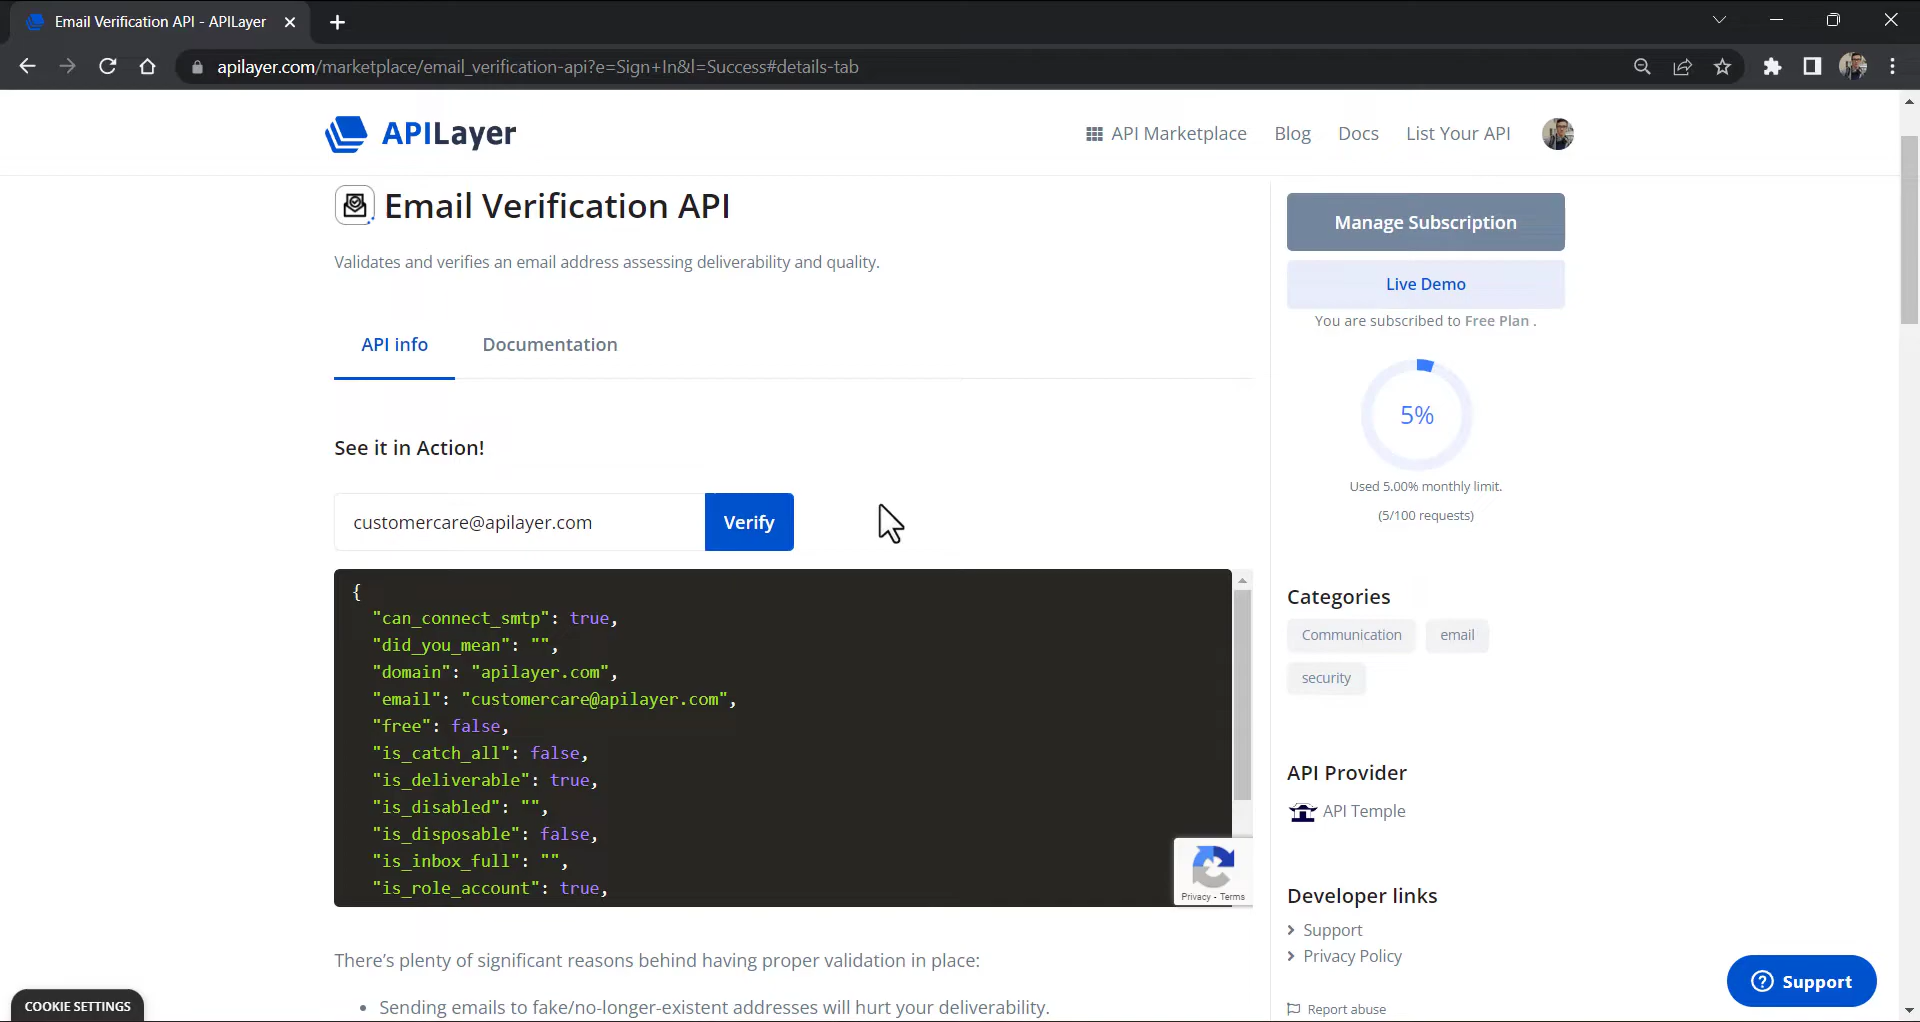 Email Verification API - APILayer
apilayer.com/marketplace/email_verification-api?e=Sign+In&l=Success#details-tab
APILayer
API Marketplace
Blog
Docs
List Your API
Email Verification API
Validates and verifies an email address assessing deliverability and quality.
API info
Documentation
See it in Action!
customercare@apilayer.com
Verify
{
"can_connect_smtp": true,
"did_you_mean": "",
"domain": "apilayer.com",
"email": "customercare@apilayer.com",
"free": false,
"is_catch_all": false,
"is_deliverable": true,
"is_disabled": "",
"is_disposable": false,
"is_inbox_full": "",
"is_role_account": true,
Privacy - Terms
There's plenty of significant reasons behind having proper validation in place:
• Sending emails to fake/no-longer-existent addresses will hurt your deliverability.
Manage Subscription
Live Demo
You are subscribed to Free Plan .
5%
Used 5.00% monthly limit.
(5/100 requests)
Categories
Communication
email
security
API Provider
API Temple
Developer links
Support
Privacy Policy
Report abuse
Support
COOKIE SETTINGS